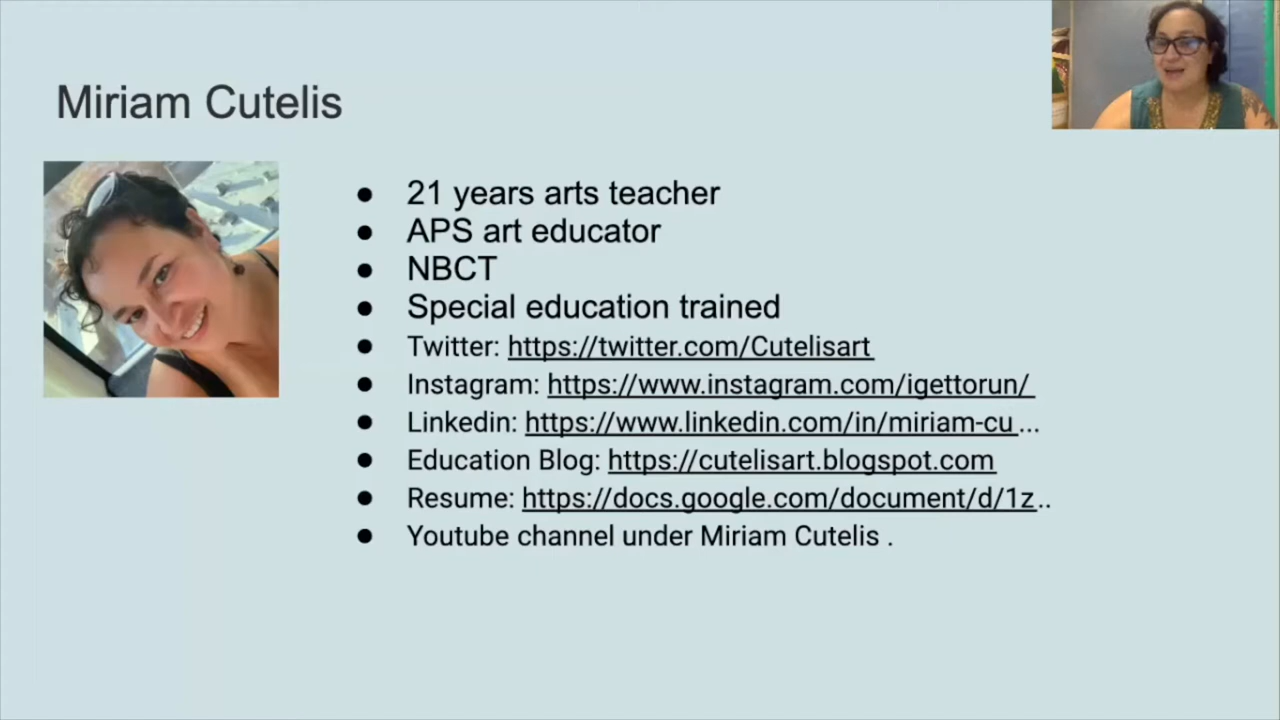 Miriam Cutelis
● 21 years arts teacher
● APS art educator
● NBCT
● Special education trained
● Twitter: https://twitter.com/Cutelisart
● Instagram: https://www.instagram.com/igettorun/
● Linkedin: https://www.linkedin.com/in/miriam-cu...
● Education Blog: https://cutelisart.blogspot.com
● Resume: https://docs.google.com/document/d/1z..
● Youtube channel under Miriam Cutelis .